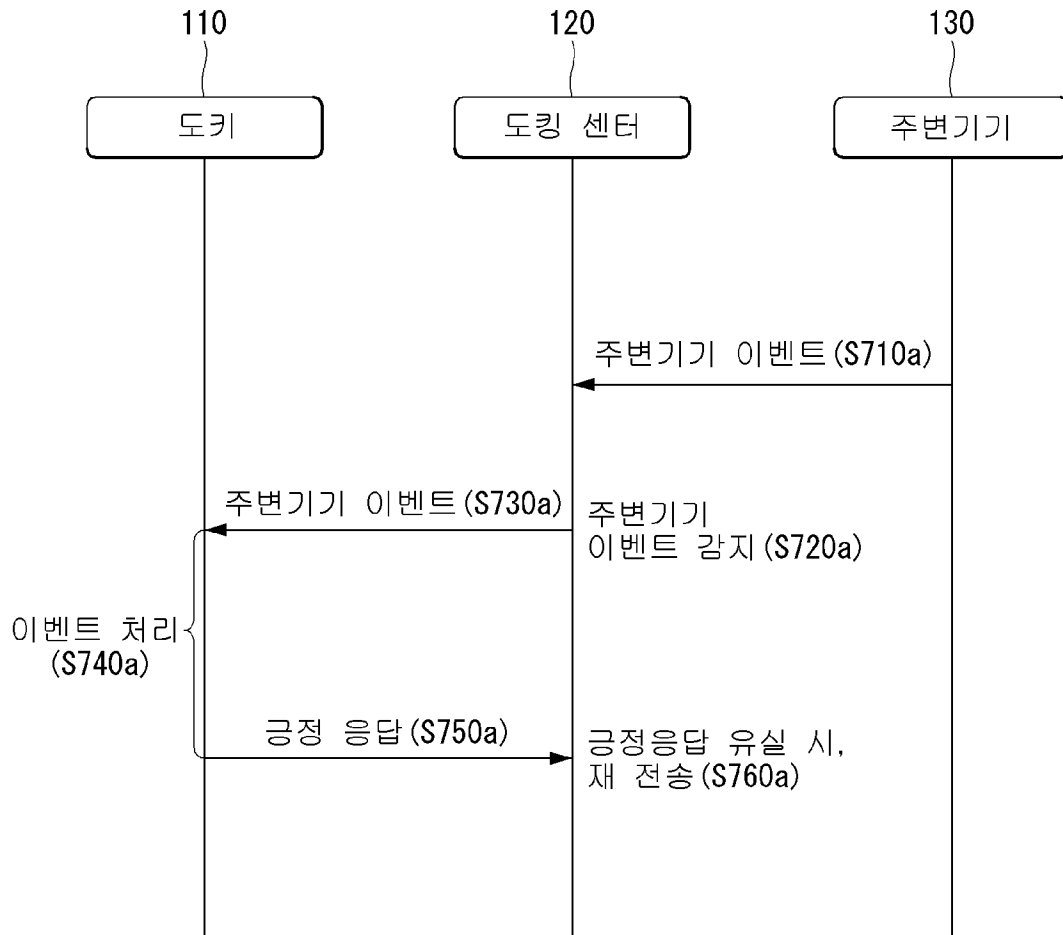 110
120
130
도키
도킹 센터
주변기기
주변기기 이벤트(S710a)
주변기기 이벤트(S730a)
주변기기
이벤트 감지(S720a)
이벤트 처리
(S740a)
긍정 응답(S750a)
긍정응답 유실 시,
재 전송(S760a)